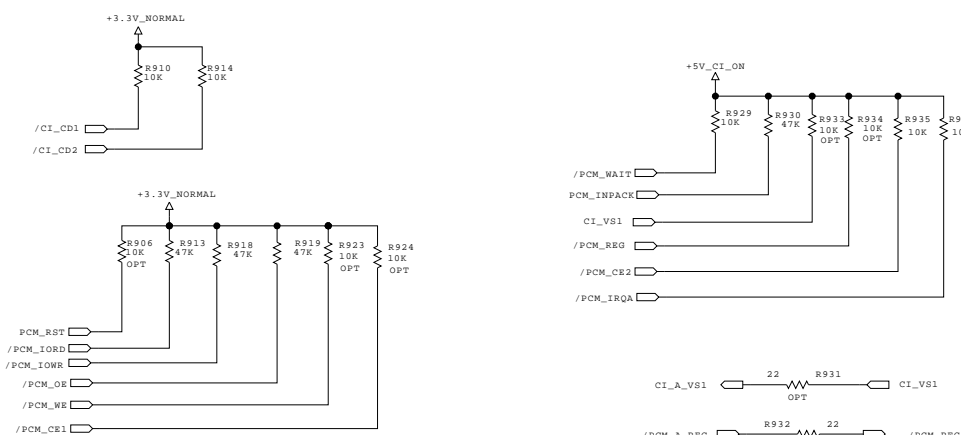 +3.3V_NORMAL
R910
10K
R914
10K
/CI_CD1
/CI_CD2
+3.3V_NORMAL
R906
10K
OPT
R913
47K
R918
47K
R919
47K
R923
10K
OPT
R924
10K
OPT
PCM_RST
/PCM_IORD
/PCM_IOWR
/PCM_OE
/PCM_WE
/PCM_CE1
+5V_CI_ON
R929
10K
R930
47K
R933
10K
OPT
R934
10K
OPT
R935
10K
/PCM_WAIT
PCM_INPACK
CI_VS1
/PCM_REG
/PCM_CE2
/PCM_IRQA
22 R931
CI_A_VS1 CI_VS1
OPT
R932 22
/PCM_A_REG /PCM_REG